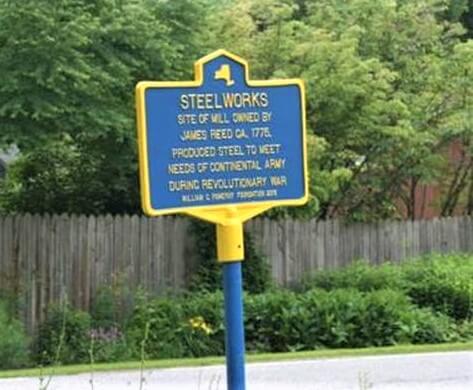 STEELWORKS
SITE OF MILL OWNED BY
JAMES REED CA. 1775.
PRODUCED STEEL TO MEET
NEEDS OF CONTINENTAL ARMY
DURING REVOLUTIONARY WAR
WILLIAM G. POMEROY FOUNDATION